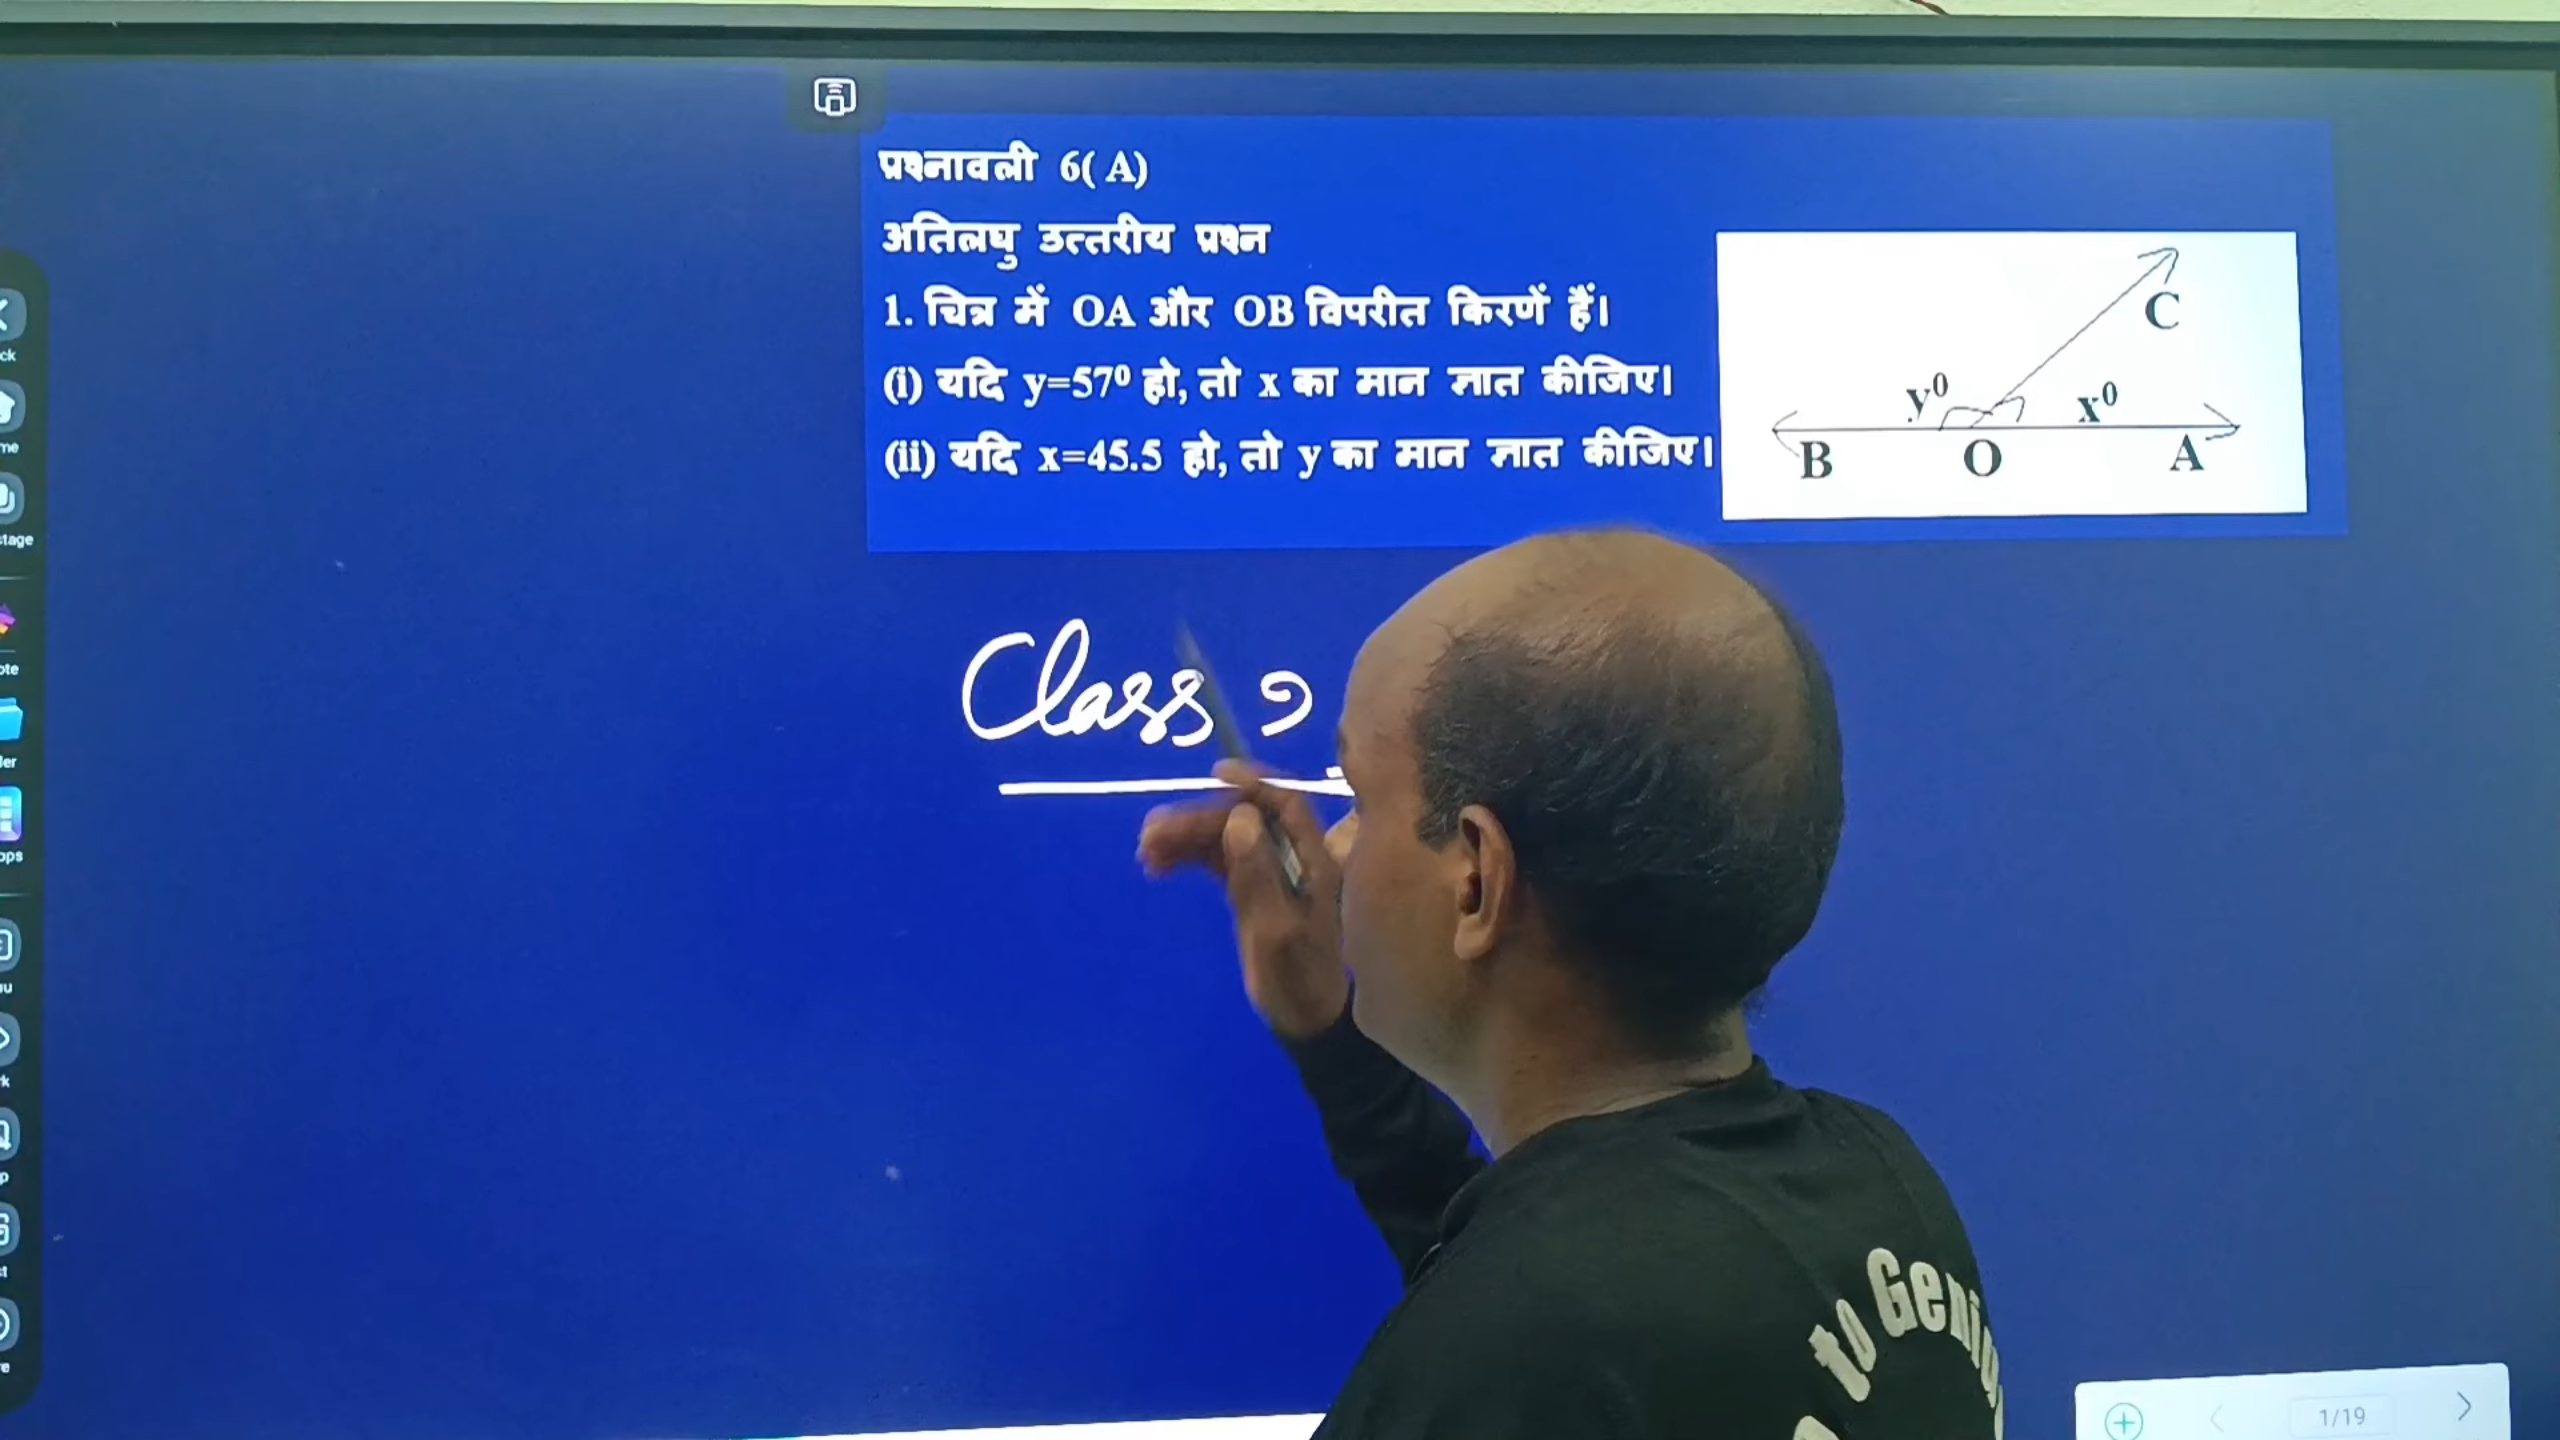 प्रश्नावली 6( A)
अतिलघु उत्तरीय प्रश्न
1. चित्र में OA और OB विपरीत किरणें हैं।
(i) यदि y=57⁰ हो, तो x का मान ज्ञात कीजिए।
(ii) यदि x=45.5 हो, तो y का मान ज्ञात कीजिए।
C
y⁰ x⁰
B O A
Class 9
to
1/19